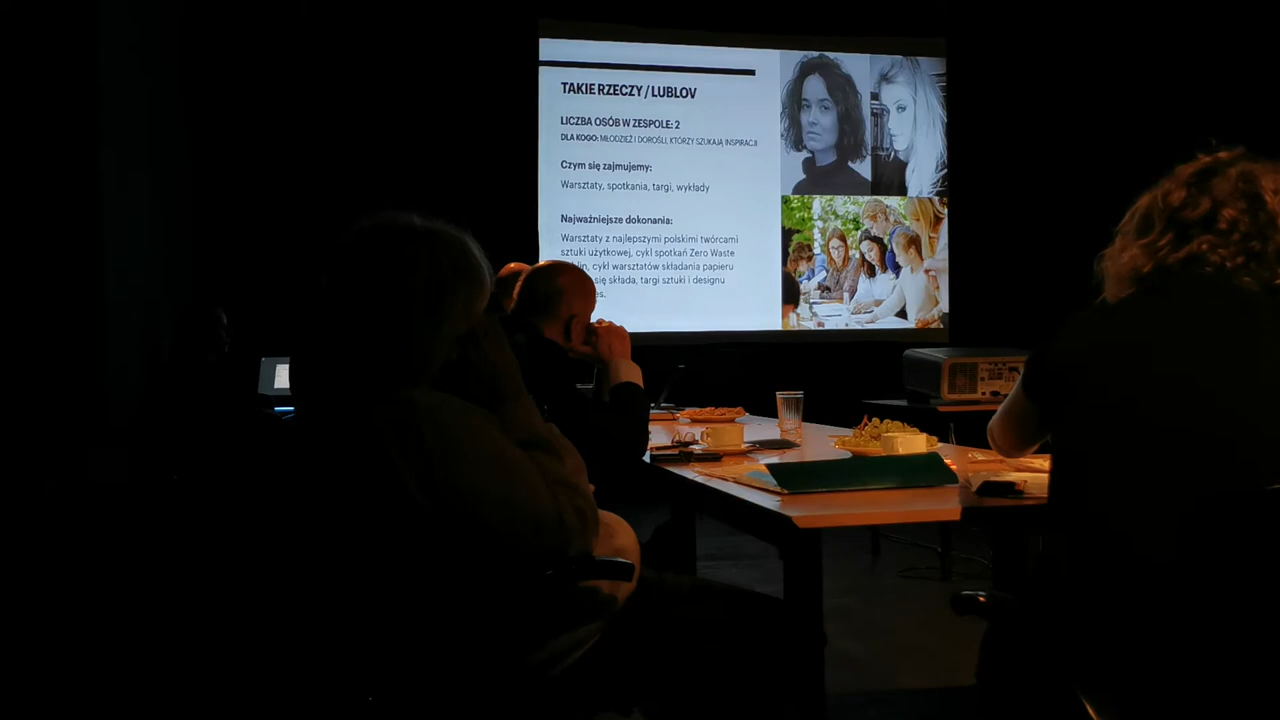 TAKIE RZECZY / LUBLOV
LICZBA OSÓB W ZESPOLE: 2
DLA KOGO: MŁODZIEŻ I DOROŚLI, KTÓRZY SZUKAJĄ INSPIRACJI
Czym się zajmujemy:
Warsztaty, spotkania, targi, wykłady
Najważniejsze dokonania:
Warsztaty z najlepszymi polskimi twórcami
sztuki użytkowej, cykl spotkań Zero Waste
cykl warsztatów składania papieru
się składa, targi sztuki i designu